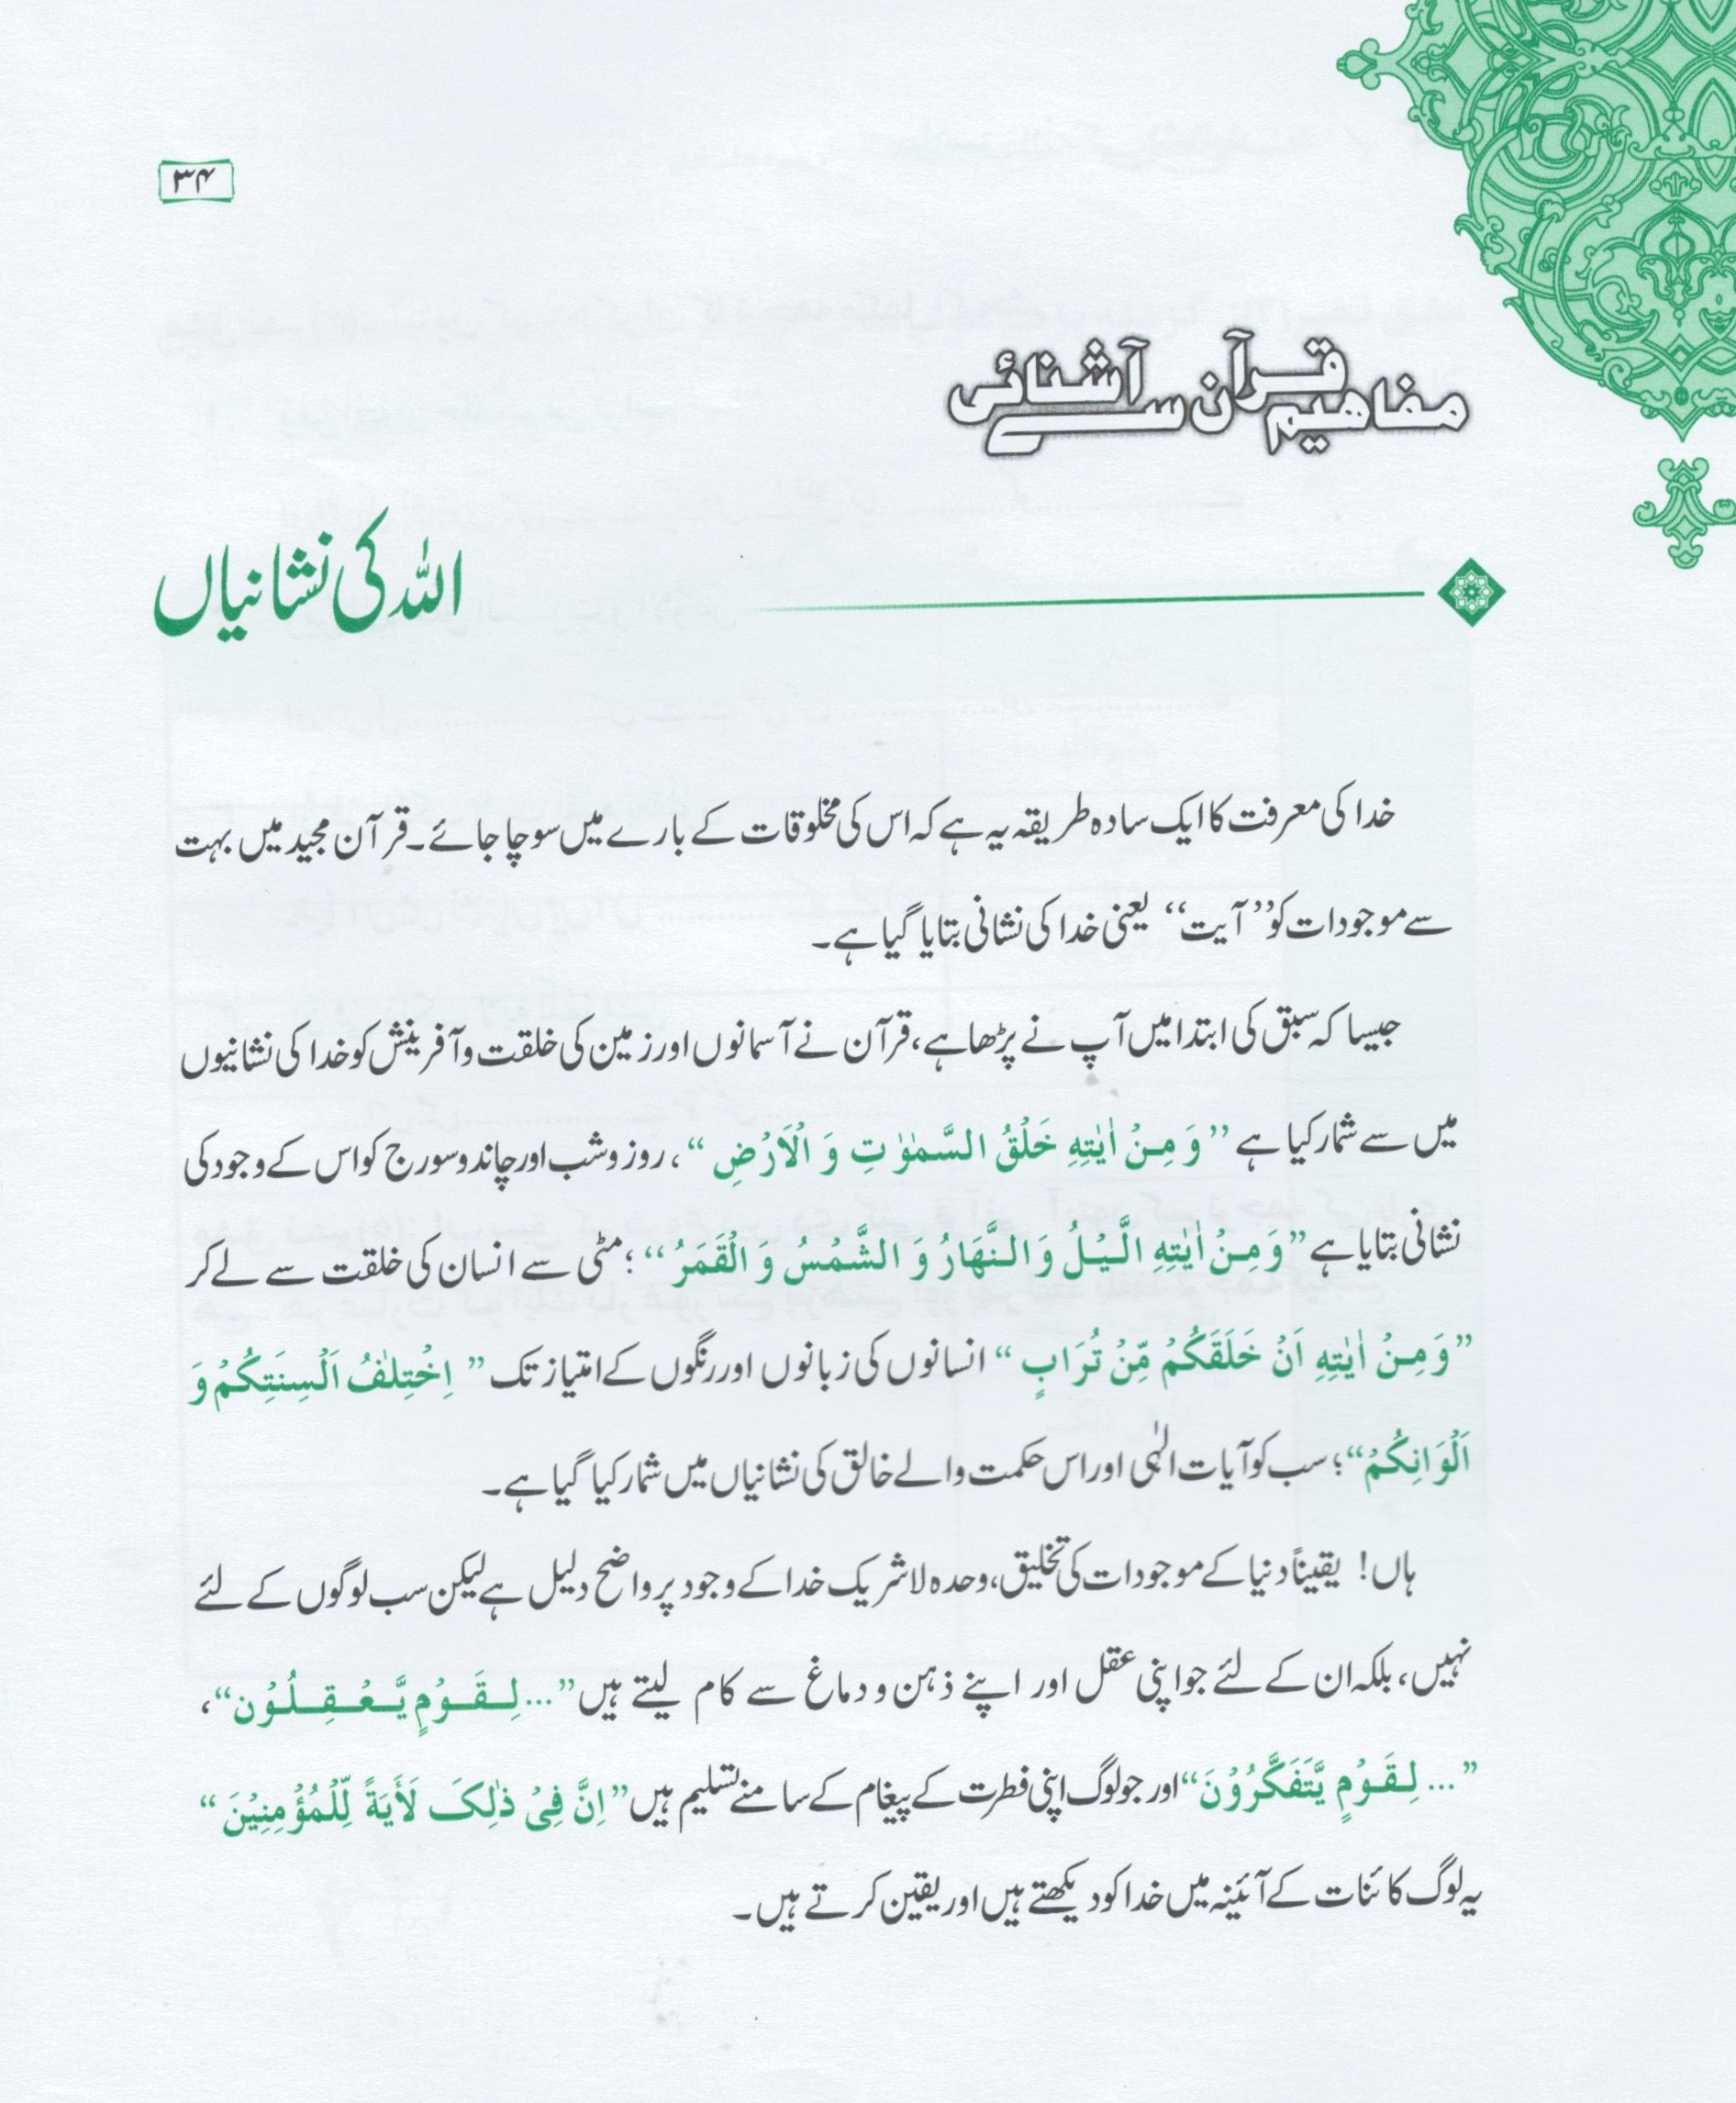 ۳۴
مفاهیم قرآن سے آشنائی
اللہ کی نشانیاں
خدا کی معرفت کا ایک سادہ طریقہ یہ ہے کہ اس کی مخلوقات کے بارے میں سوچا جائے۔ قرآن مجید میں بہت
سے موجودات کو ”آیت“ یعنی خدا کی نشانی بتایا گیا ہے۔
جیسا کہ سبق کی ابتدا میں آپ نے پڑھا ہے، قرآن نے آسمانوں اور زمین کی خلقت و آفرینش کو خدا کی نشانیوں
میں سے شمار کیا ہے ”وَ مِنْ اٰیٰتِهٖ خَلْقُ السَّمٰوٰتِ وَ الْاَرْضِ“، روز و شب اور چاند و سورج کو اس کے وجود کی
نشانی بتایا ہے ”وَ مِنْ اٰیٰتِهِ الَّیْلُ وَ النَّهَارُ وَ الشَّمْسُ وَ الْقَمَرُ“؛ مٹی سے انسان کی خلقت سے لے کر
”وَ مِنْ اٰیٰتِهٖ اَنْ خَلَقَکُمْ مِّنْ تُرَابٍ“ انسانوں کی زبانوں اور رنگوں کے امتیاز تک ”اِخْتِلٰفُ اَلْسِنَتِکُمْ وَ
اَلْوَانِکُمْ“؛ سب کو آیات الٰہی اور اس حکمت والے خالق کی نشانیاں میں شمار کیا گیا ہے۔
ہاں! یقیناً دنیا کے موجودات کی تخلیق، وحدہ لاشریک خدا کے وجود پر واضح دلیل ہے لیکن سب لوگوں کے لئے
نہیں، بلکہ ان کے لئے جو اپنی عقل اور اپنے ذہن و دماغ سے کام لیتے ہیں ”... لِقَوْمٍ یَّعْقِلُوْن“،
”... لِقَوْمٍ یَّتَفَکَّرُوْنَ“ اور جو لوگ اپنی فطرت کے پیغام کے سامنے تسلیم ہیں ”اِنَّ فِیْ ذٰلِکَ لَأَیَةً لِّلْمُؤْمِنِیْنَ“
یہ لوگ کائنات کے آئینہ میں خدا کو دیکھتے ہیں اور یقین کرتے ہیں۔